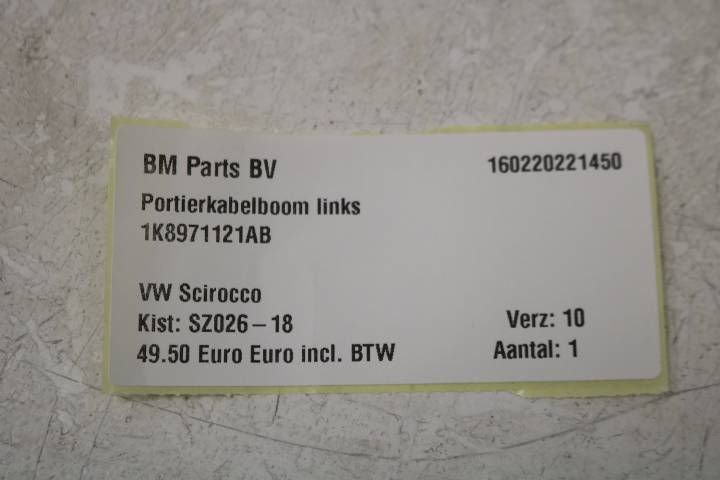 BM Parts BV 160220221450
Portierkabelboom links
1K8971121AB
VW Scirocco
Kist: SZ026-18 Verz: 10
49.50 Euro Euro incl. BTW Aantal: 1